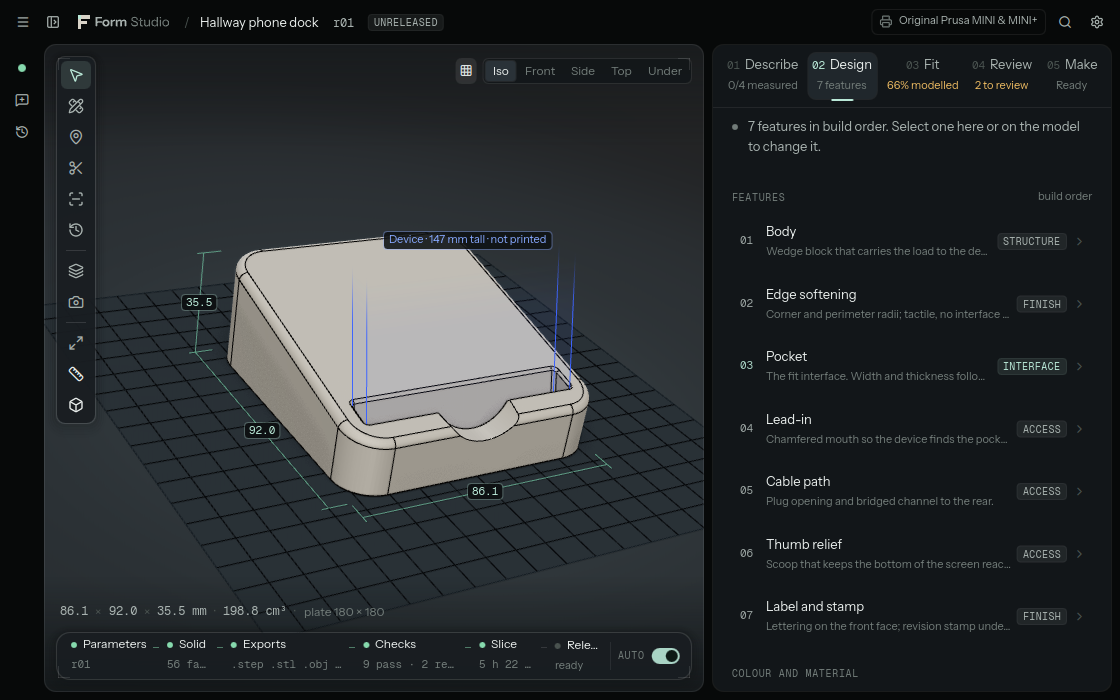 Form Studio / Hallway phone dock r01 UNRELEASED
Original Prusa MINI & MINI+
Iso Front Side Top Under
Device · 147 mm tall · not printed
35.5
92.0
86.1
86.1 × 92.0 × 35.5 mm · 198.8 cm³ plate 180 × 180
Parameters
r01
Solid
56 fa…
Exports
.step .stl .obj …
Checks
9 pass · 2 re…
Slice
5 h 22 …
Rele…
ready
AUTO
01 Describe
0/4 measured
02 Design
7 features
03 Fit
66% modelled
04 Review
2 to review
05 Make
Ready
7 features in build order. Select one here or on the model
to change it.
FEATURES build order
01 Body
Wedge block that carries the load to the de…
STRUCTURE
02 Edge softening
Corner and perimeter radii; tactile, no interface …
FINISH
03 Pocket
The fit interface. Width and thickness follo…
INTERFACE
04 Lead-in
Chamfered mouth so the device finds the pock…
ACCESS
05 Cable path
Plug opening and bridged channel to the rear.
ACCESS
06 Thumb relief
Scoop that keeps the bottom of the screen reac…
ACCESS
07 Label and stamp
Lettering on the front face; revision stamp unde…
FINISH
COLOUR AND MATERIAL